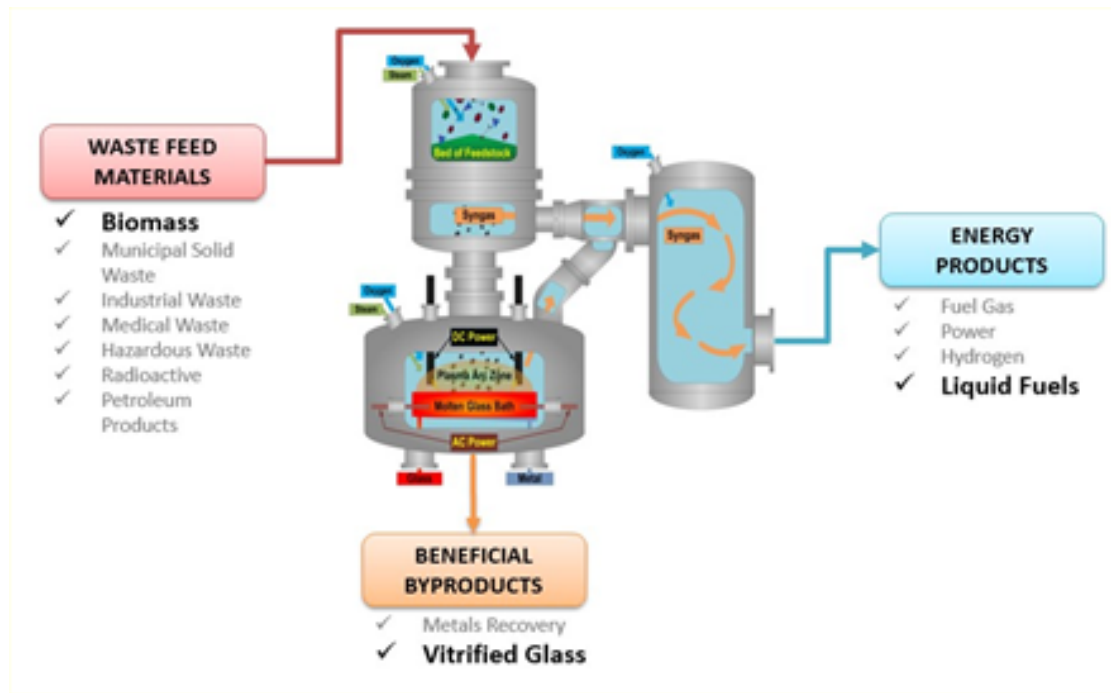 Oxygen
Steam
WASTE FEED
MATERIALS
Biomass
Municipal Solid
Waste
Industrial Waste
Medical Waste
Hazardous Waste
Radioactive
Petroleum
Products
Bed of Feedstock
Syngas
Oxygen
Syngas
Oxygen
Steam
DC Power
Plasma Arc Zone
Molten Glass Bath
AC Power
Glass
Metal
ENERGY
PRODUCTS
Fuel Gas
Power
Hydrogen
Liquid Fuels
BENEFICIAL
BYPRODUCTS
Metals Recovery
Vitrified Glass